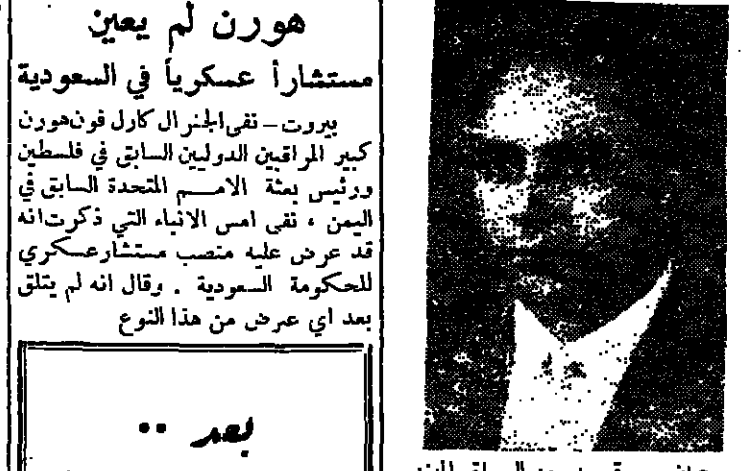 هورن لم يعين
مستشاراً عسكرياً في السعودية
بيروت – نفى الجنرال كارل فون هورن
كبير المراقبين الدوليين السابق في فلسطين
ورئيس بعثة الامــم المتحدة السابق في
اليمن ، نفى امس الانباء التي ذكرت انه
قد عرض عليه منصب مستشار عسكري
للحكومة السعودية . وقال انه لم يتلق
بعد اي عرض من هذا النوع
بعد ..